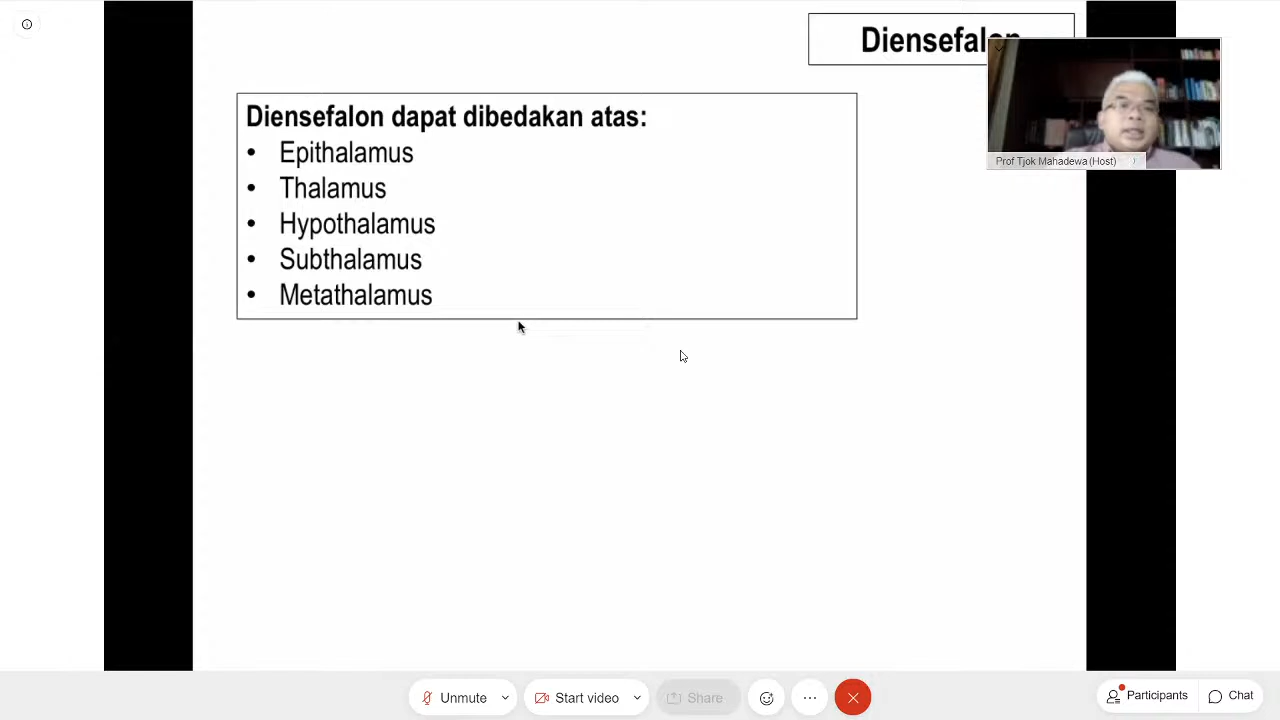 Diensefalon
Diensefalon dapat dibedakan atas:
• Epithalamus
• Thalamus
• Hypothalamus
• Subthalamus
• Metathalamus
Prof Tjok Mahadewa (Host)
Unmute
Start video
Share
Participants
Chat